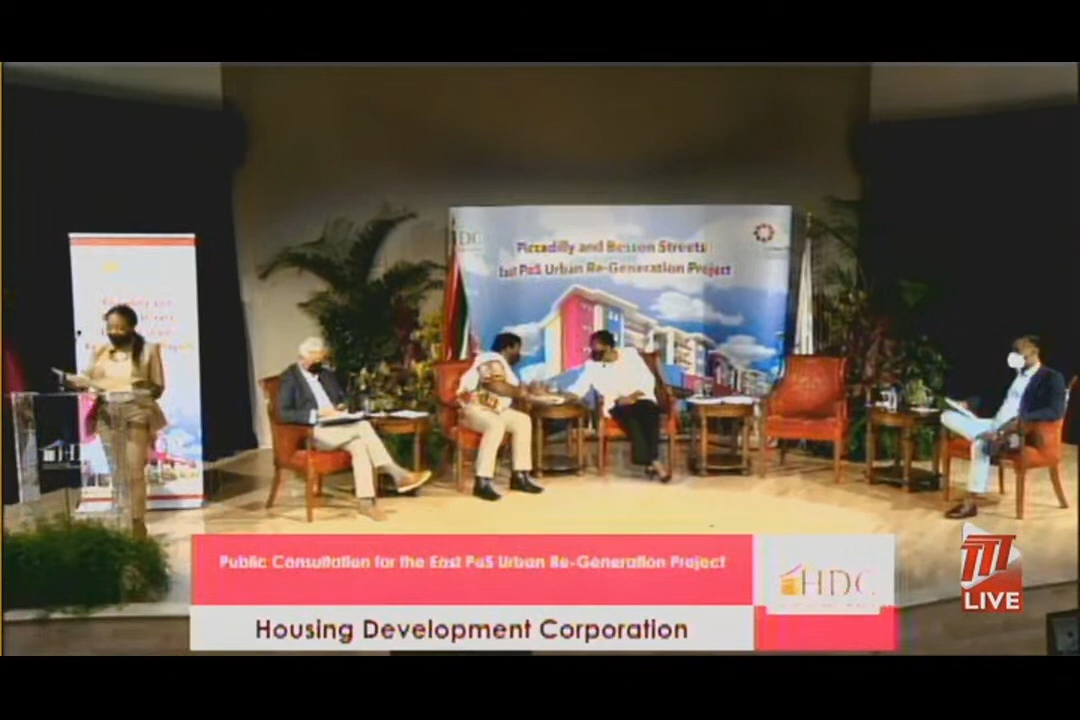 DC
Piccadilly and Besson Streets
East PoS Urban Re-Generation Project
Public Consultation for the East PoS Urban Re-Generation Project
HDC
Housing Development Corporation
LIVE